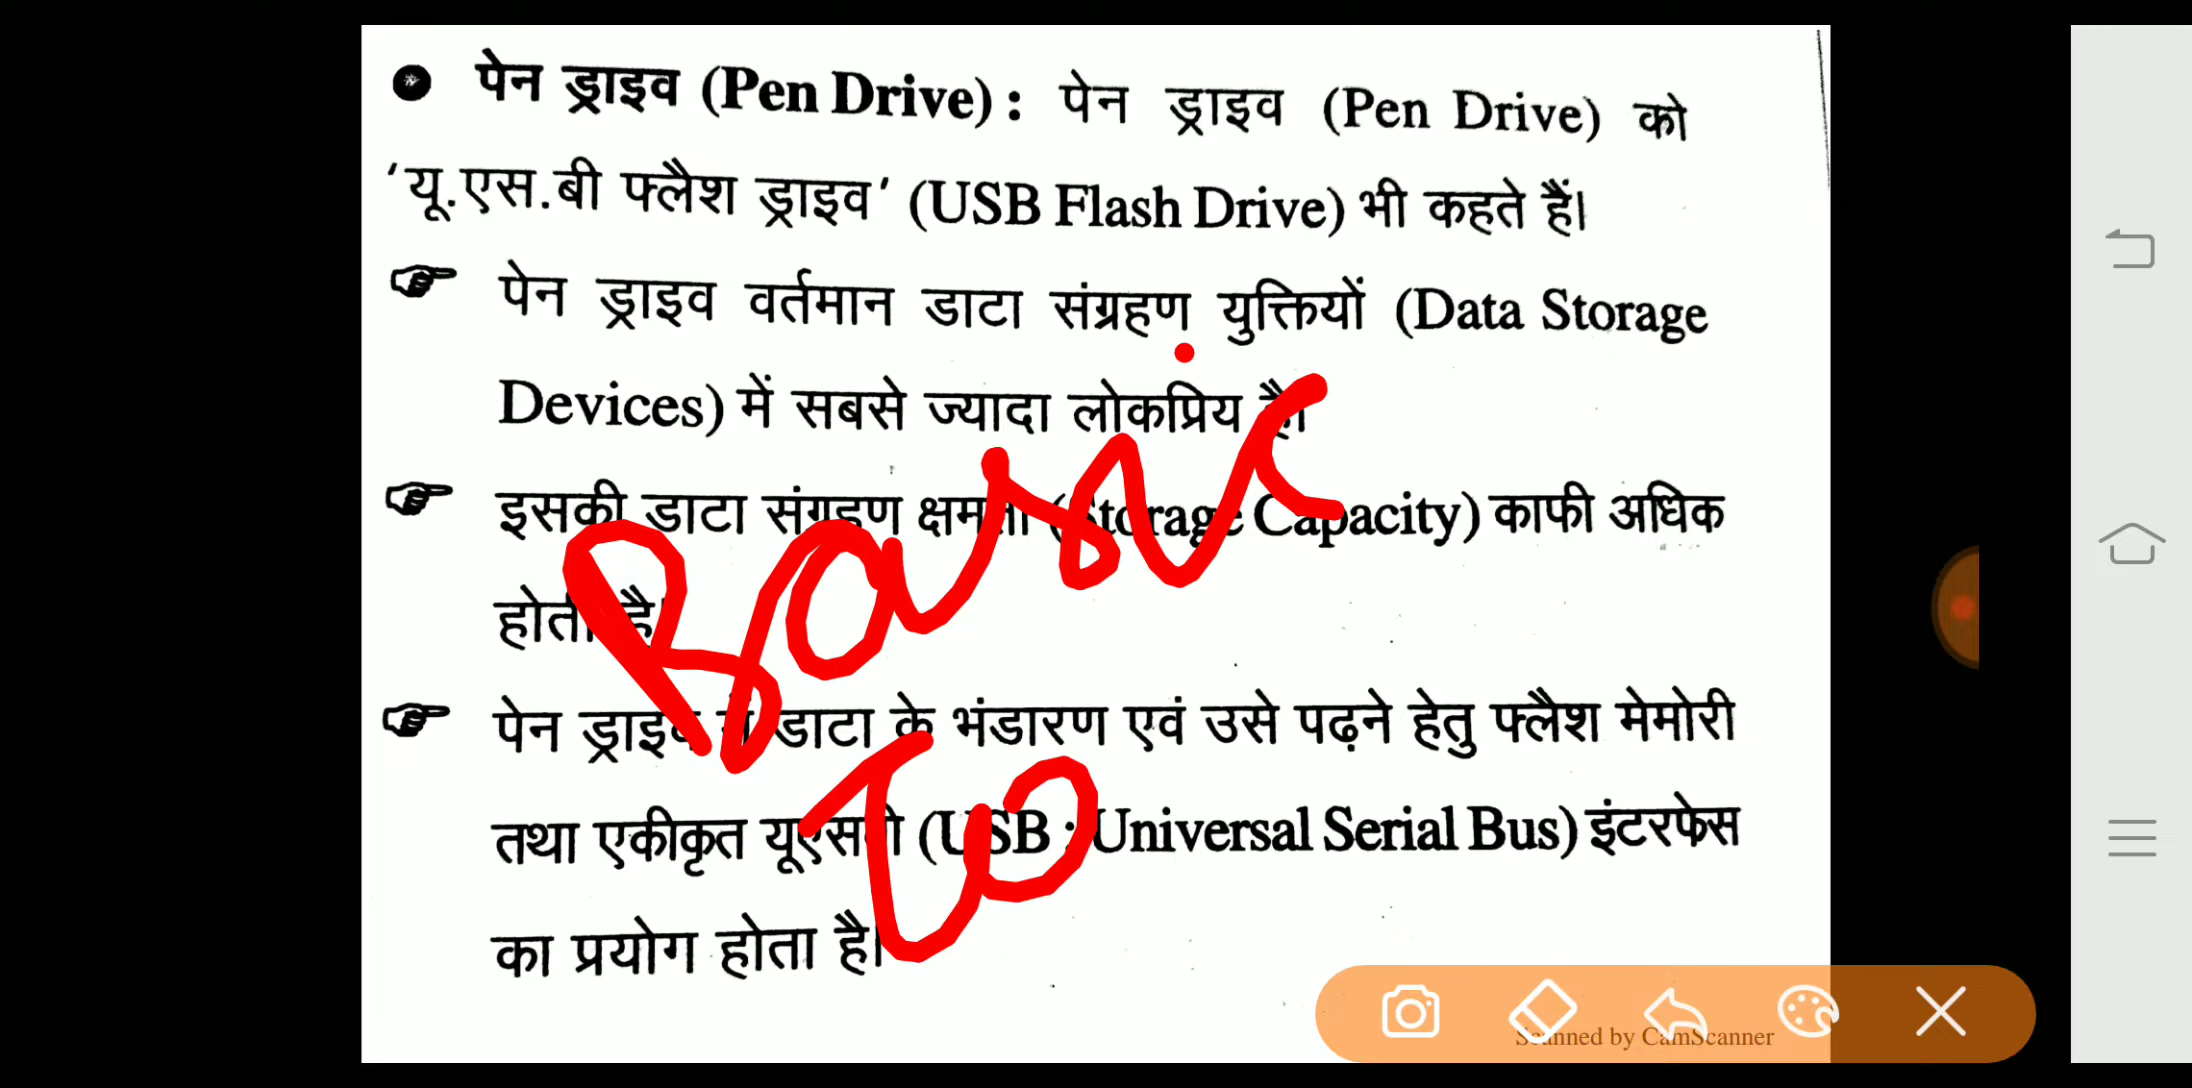 पेन ड्राइव (Pen Drive) : पेन ड्राइव (Pen Drive) को
'यू.एस.बी फ्लैश ड्राइव' (USB Flash Drive) भी कहते हैं।
पेन ड्राइव वर्तमान डाटा संग्रहण युक्तियों (Data Storage
Devices) में सबसे ज्यादा लोकप्रिय है।
इसकी डाटा संग्रहण क्षमता (Storage Capacity) काफी अधिक
होती है।
Basic
पेन ड्राइव में डाटा के भंडारण एवं उसे पढ़ने हेतु फ्लैश मेमोरी
To
तथा एकीकृत यूएसबी (USB : Universal Serial Bus) इंटरफेस
का प्रयोग होता है।
Scanned by CamScanner